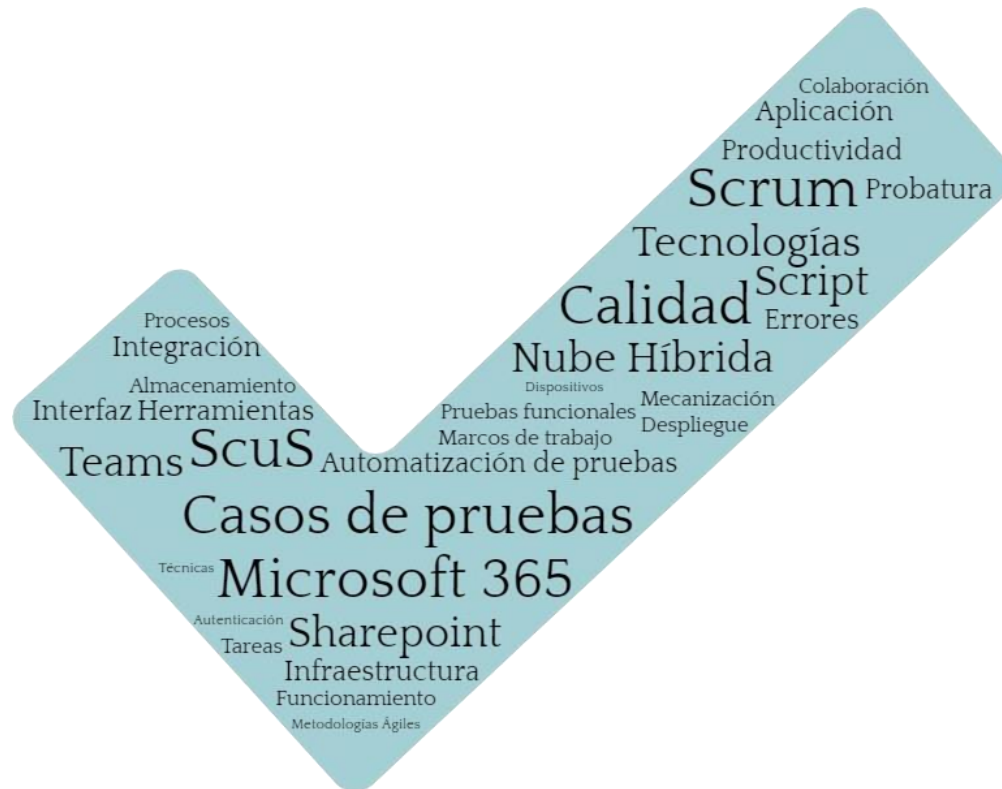 Colaboración
Aplicación
Productividad
Scrum Probatura
Tecnologías
Script
Calidad
Errores
Procesos
Integración
Nube Híbrida
Almacenamiento
Dispositivos
Mecanización
Interfaz Herramientas
Pruebas funcionales
Despliegue
Marcos de trabajo
Teams
ScuS
Automatización de pruebas
Casos de pruebas
Técnicas
Microsoft 365
Autenticación
Sharepoint
Tareas
Infraestructura
Funcionamiento
Metodologías Ágiles